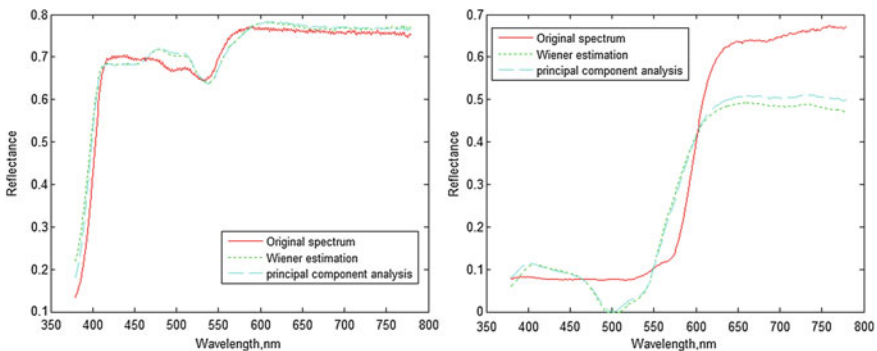 0.8
0.7
0.6
0.5
0.4
0.3
0.2
0.1
Reflectance
350 400 450 500 550 600 650 700 750 800
Wavelength,nm
Original spectrum
Wiener estimation
principal component analysis
0.7
0.6
0.5
0.4
0.3
0.2
0.1
0
Reflectance
350 400 450 500 550 600 650 700 750 800
Wavelength,nm
Original spectrum
Wiener estimation
principal component analysis